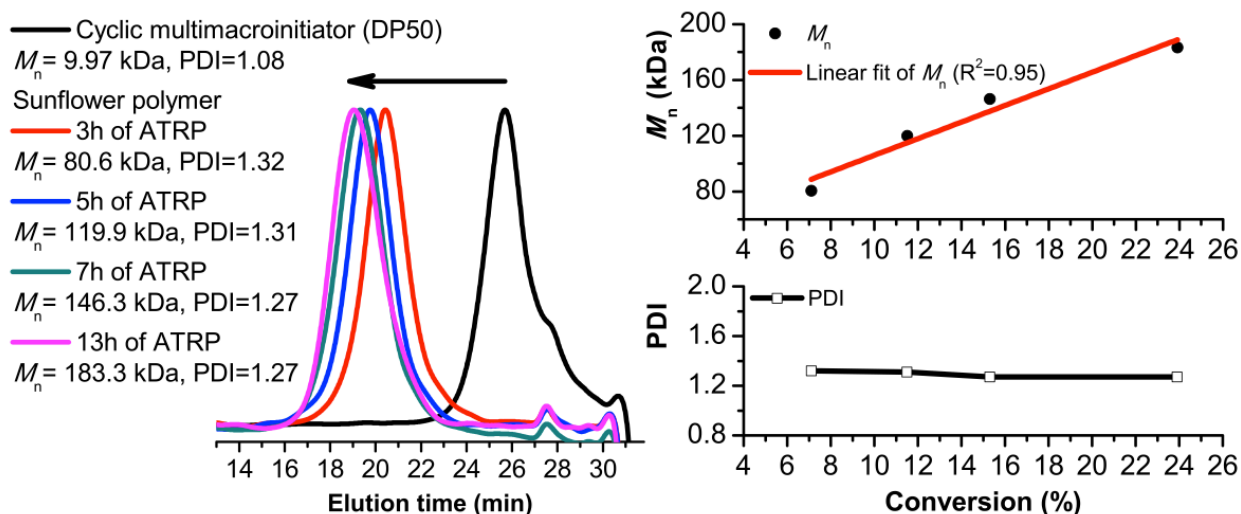 Cyclic multimacroinitiator (DP50)
Mn= 9.97 kDa, PDI=1.08
Sunflower polymer
3h of ATRP
Mn= 80.6 kDa, PDI=1.32
5h of ATRP
Mn= 119.9 kDa, PDI=1.31
7h of ATRP
Mn= 146.3 kDa, PDI=1.27
13h of ATRP
Mn= 183.3 kDa, PDI=1.27
14 16 18 20 22 24 26 28 30
Elution time (min)
Mn (kDa)
200
160
120
80
Mn
Linear fit of Mn (R²=0.95)
4 6 8 10 12 14 16 18 20 22 24 26
PDI
2.0
1.6
1.2
0.8
PDI
4 6 8 10 12 14 16 18 20 22 24 26
Conversion (%)